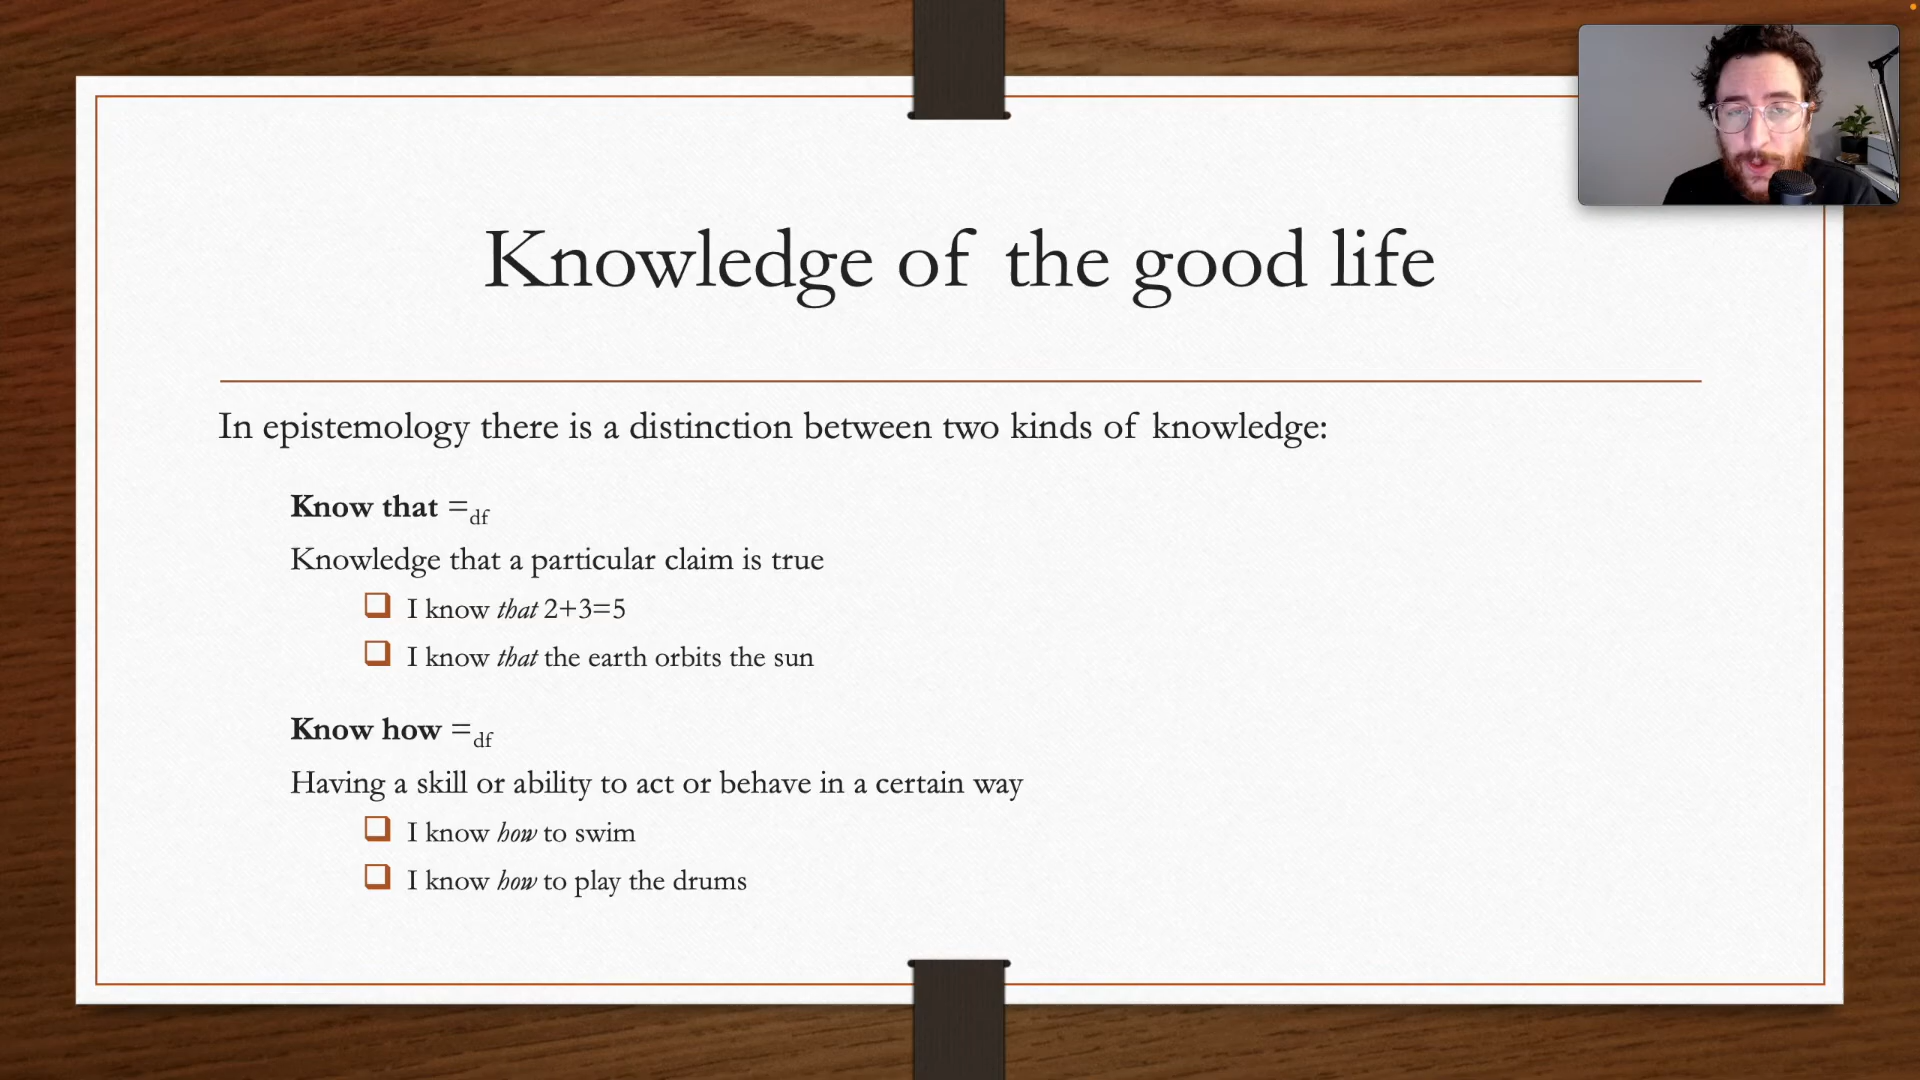 Knowledge of the good life
In epistemology there is a distinction between two kinds of knowledge:
Know that =df
Knowledge that a particular claim is true
I know that 2+3=5
I know that the earth orbits the sun
Know how =df
Having a skill or ability to act or behave in a certain way
I know how to swim
I know how to play the drums